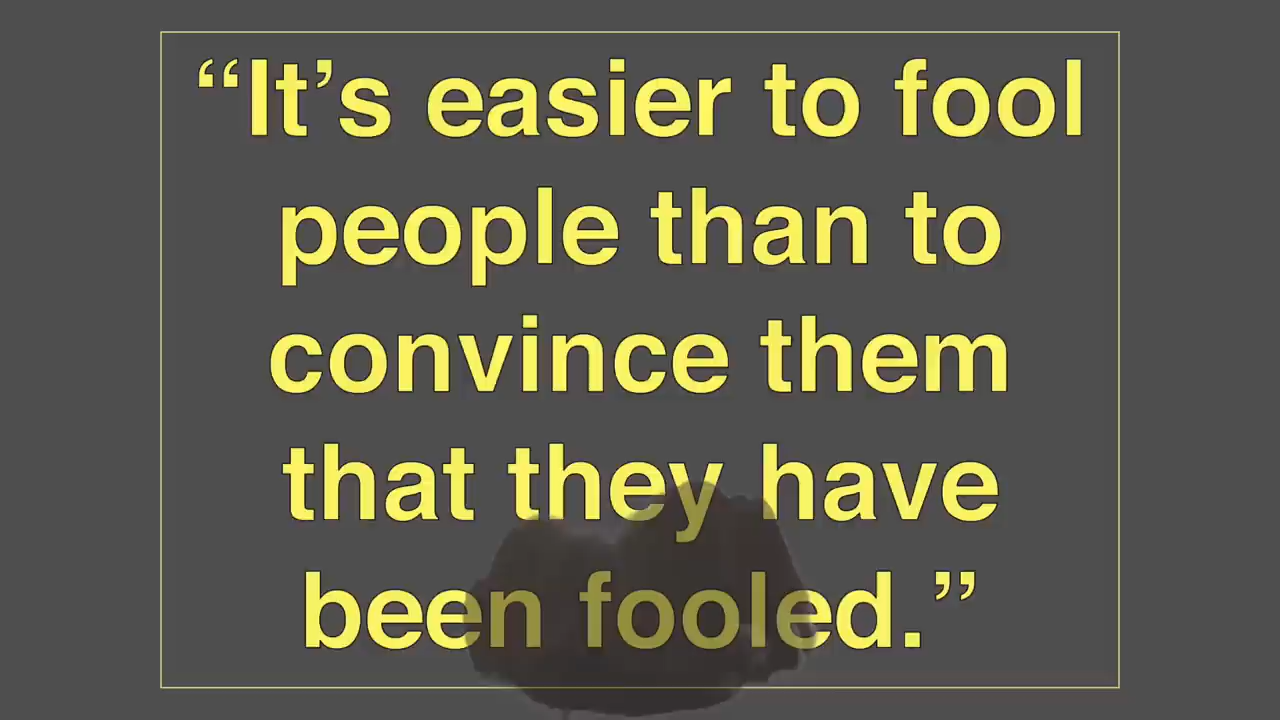 “It’s easier to fool
people than to
convince them
that they have
been fooled.”